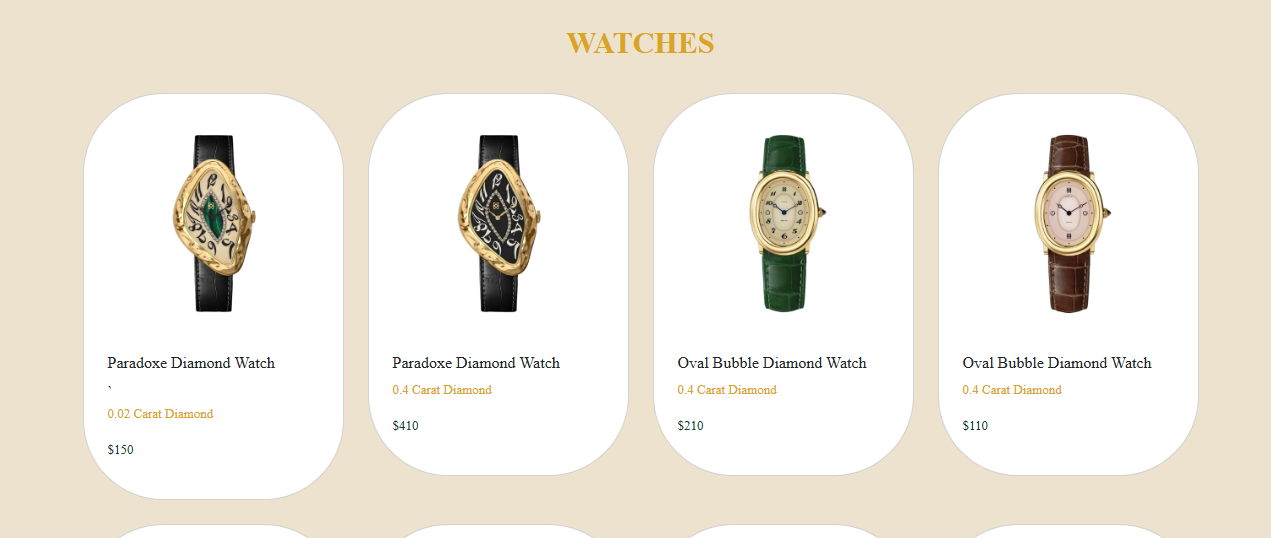 WATCHES
Paradoxe Diamond Watch
`
0.02 Carat Diamond
$150
Paradoxe Diamond Watch
0.4 Carat Diamond
$410
Oval Bubble Diamond Watch
0.4 Carat Diamond
$210
Oval Bubble Diamond Watch
0.4 Carat Diamond
$110